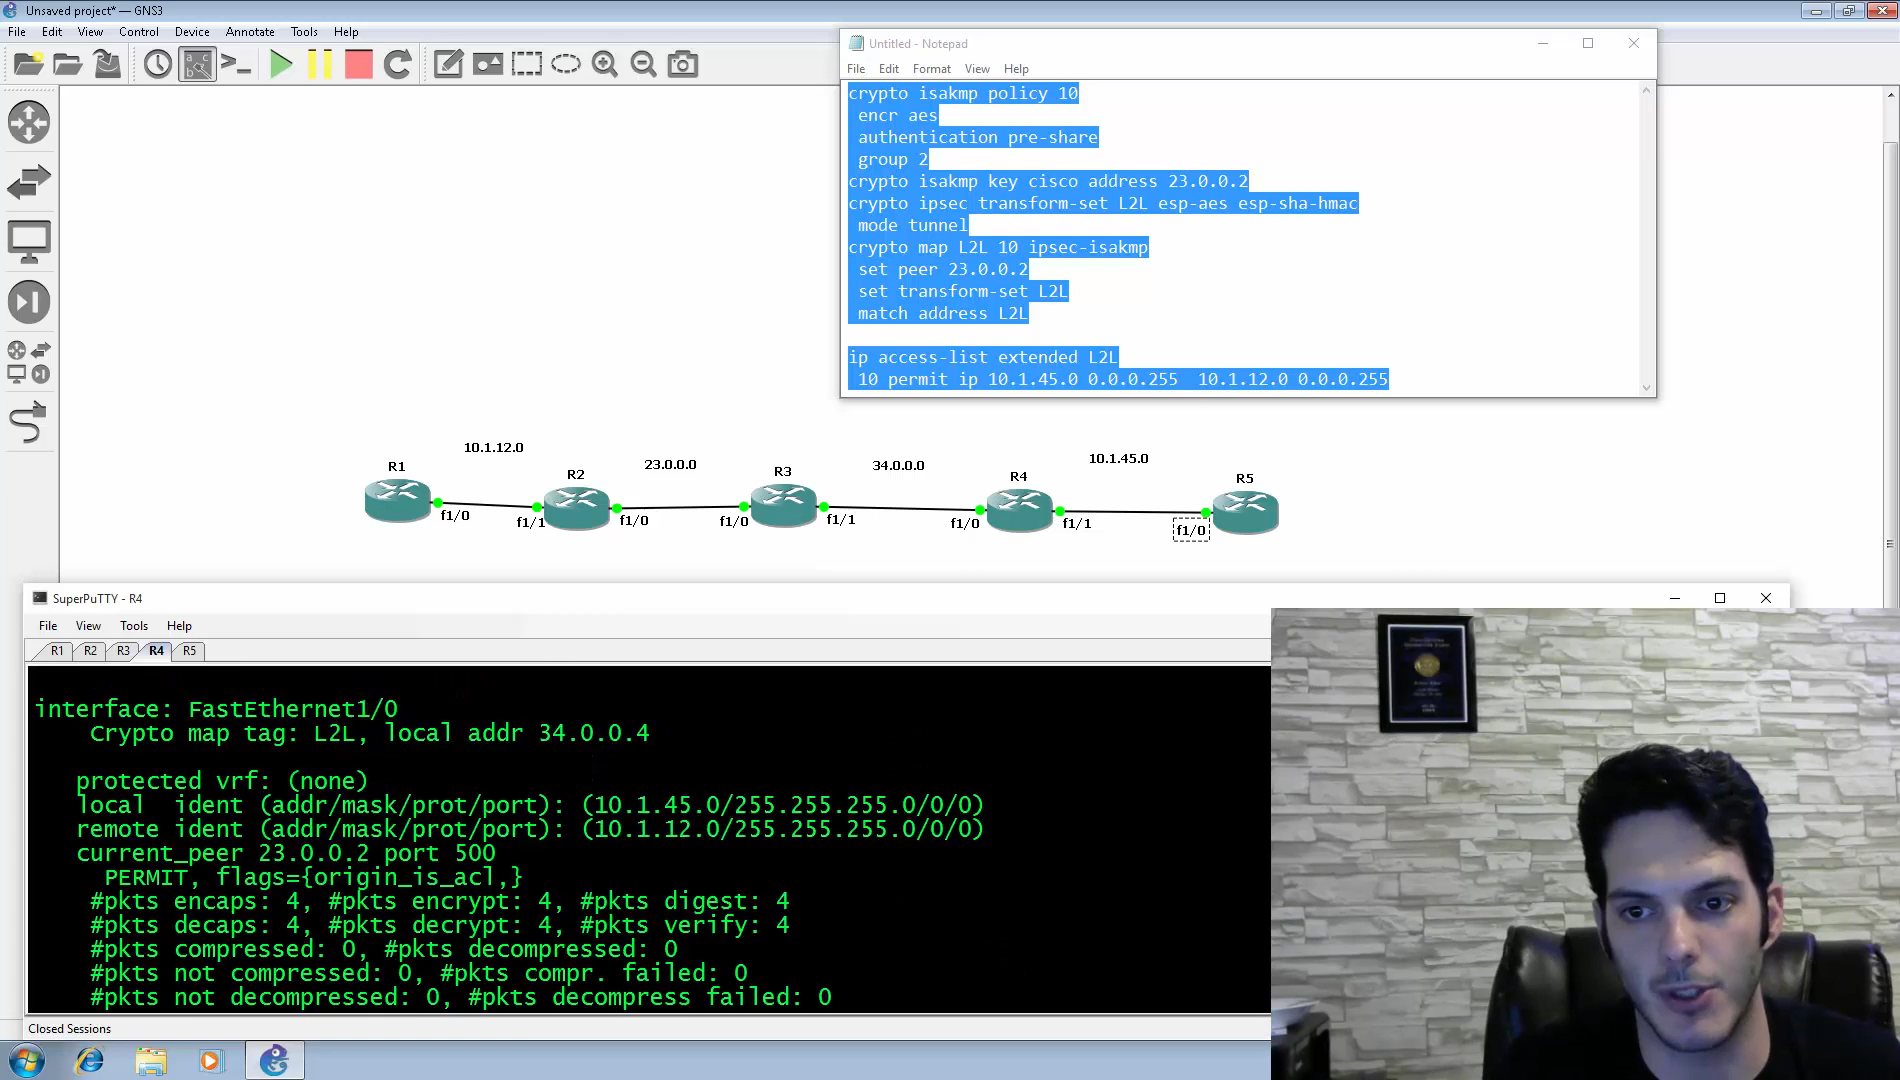 Unsaved project* — GNS3
File Edit View Control Device Annotate Tools Help
Untitled - Notepad
File Edit Format View Help
crypto isakmp policy 10
encr aes
authentication pre-share
group 2
crypto isakmp key cisco address 23.0.0.2
crypto ipsec transform-set L2L esp-aes esp-sha-hmac
mode tunnel
crypto map L2L 10 ipsec-isakmp
set peer 23.0.0.2
set transform-set L2L
match address L2L
ip access-list extended L2L
10 permit ip 10.1.45.0 0.0.0.255 10.1.12.0 0.0.0.255
10.1.12.0 23.0.0.0 34.0.0.0 10.1.45.0
R1 R2 R3 R4 R5
f1/0 f1/1 f1/0 f1/0 f1/1 f1/0 f1/1 f1/0
SuperPuTTY - R4
File View Tools Help
R1 R2 R3 R4 R5
interface: FastEthernet1/0
Crypto map tag: L2L, local addr 34.0.0.4
protected vrf: (none)
local ident (addr/mask/prot/port): (10.1.45.0/255.255.255.0/0/0)
remote ident (addr/mask/prot/port): (10.1.12.0/255.255.255.0/0/0)
current_peer 23.0.0.2 port 500
PERMIT, flags={origin_is_acl,}
#pkts encaps: 4, #pkts encrypt: 4, #pkts digest: 4
#pkts decaps: 4, #pkts decrypt: 4, #pkts verify: 4
#pkts compressed: 0, #pkts decompressed: 0
#pkts not compressed: 0, #pkts compr. failed: 0
#pkts not decompressed: 0, #pkts decompress failed: 0
Closed Sessions